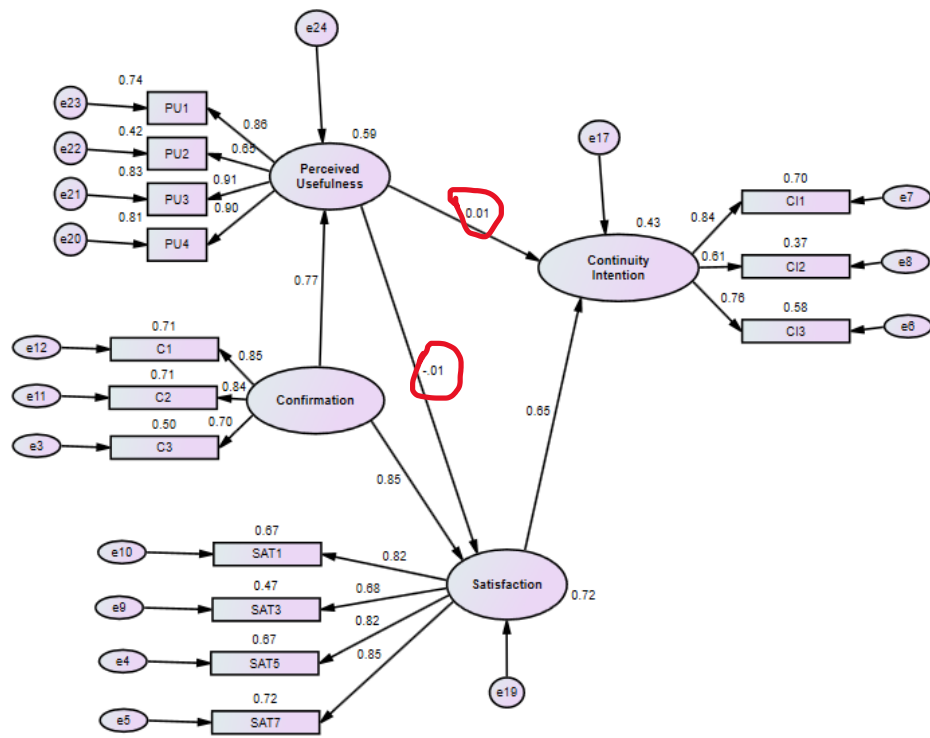 e24
0.74
e23
PU1
0.86
0.42
e22
PU2
0.65
0.59
e17
0.83
Perceived
Usefulness
e21
PU3
0.91
0.70
0.81
0.90
CI1
e7
e20
PU4
0.01
0.43
0.84
0.37
Continuity
Intention
0.61
CI2
e8
0.77
0.76
0.58
CI3
e6
0.71
e12
C1
0.85
-.01
0.71
e11
C2
0.84
Confirmation
0.50
0.70
0.65
e3
C3
0.85
0.67
e10
SAT1
0.82
0.47
Satisfaction
0.72
e9
SAT3
0.68
0.67
0.82
e4
SAT5
0.85
e19
0.72
e5
SAT7